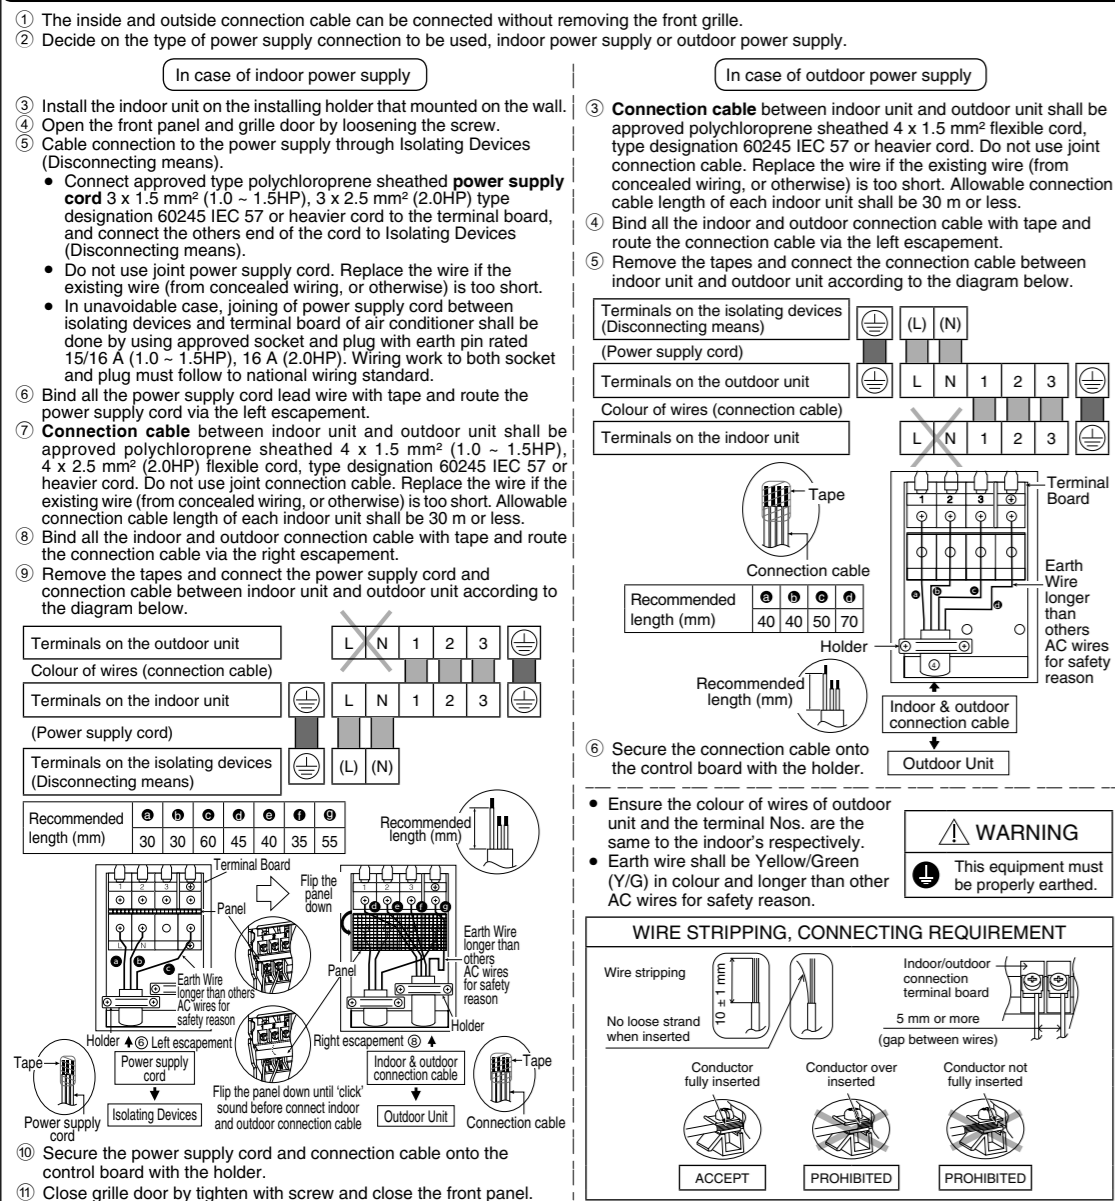 ① The inside and outside connection cable can be connected without removing the front grille.
② Decide on the type of power supply connection to be used, indoor power supply or outdoor power supply.
In case of indoor power supply
③ Install the indoor unit on the installing holder that mounted on the wall.
④ Open the front panel and grille door by loosening the screw.
⑤ Cable connection to the power supply through Isolating Devices
(Disconnecting means).
• Connect approved type polychloroprene sheathed power supply
cord 3 x 1.5 mm² (1.0 ~ 1.5HP), 3 x 2.5 mm² (2.0HP) type
designation 60245 IEC 57 or heavier cord to the terminal board,
and connect the others end of the cord to Isolating Devices
(Disconnecting means).
• Do not use joint power supply cord. Replace the wire if the
existing wire (from concealed wiring, or otherwise) is too short.
• In unavoidable case, joining of power supply cord between
isolating devices and terminal board of air conditioner shall be
done by using approved socket and plug with earth pin rated
15/16 A (1.0 ~ 1.5HP), 16 A (2.0HP). Wiring work to both socket
and plug must follow to national wiring standard.
⑥ Bind all the power supply cord lead wire with tape and route the
power supply cord via the left escapement.
⑦ Connection cable between indoor unit and outdoor unit shall be
approved polychloroprene sheathed 4 x 1.5 mm² (1.0 ~ 1.5HP),
4 x 2.5 mm² (2.0HP) flexible cord, type designation 60245 IEC 57 or
heavier cord. Do not use joint connection cable. Replace the wire if the
existing wire (from concealed wiring, or otherwise) is too short. Allowable
connection cable length of each indoor unit shall be 30 m or less.
⑧ Bind all the indoor and outdoor connection cable with tape and route
the connection cable via the right escapement.
⑨ Remove the tapes and connect the power supply cord and
connection cable between indoor unit and outdoor unit according to
the diagram below.
Terminals on the outdoor unit L N 1 2 3
Colour of wires (connection cable)
Terminals on the indoor unit L N 1 2 3
(Power supply cord)
Terminals on the isolating devices (L) (N)
(Disconnecting means)
Recommended a b c d e f g
length (mm) 30 30 60 45 40 35 55
Recommended
length (mm)
Terminal Board
1 2 3
Panel
L N
a b c
Earth Wire
longer than others
AC wires for
safety reason
Holder ⑥ Left escapement
Tape
Power supply
cord
Power supply
cord
Isolating Devices
Flip the
panel
down
Panel
Flip the panel down until ‘click’
sound before connect indoor
and outdoor connection cable
1 2 3
d e f g
Earth Wire
longer than
others
AC wires
for safety
reason
Holder
Right escapement ⑧
Indoor & outdoor
connection cable
Outdoor Unit
Tape
Connection cable
⑩ Secure the power supply cord and connection cable onto the
control board with the holder.
⑪ Close grille door by tighten with screw and close the front panel.
In case of outdoor power supply
③ Connection cable between indoor unit and outdoor unit shall be
approved polychloroprene sheathed 4 x 1.5 mm² flexible cord,
type designation 60245 IEC 57 or heavier cord. Do not use joint
connection cable. Replace the wire if the existing wire (from
concealed wiring, or otherwise) is too short. Allowable connection
cable length of each indoor unit shall be 30 m or less.
④ Bind all the indoor and outdoor connection cable with tape and
route the connection cable via the left escapement.
⑤ Remove the tapes and connect the connection cable between
indoor unit and outdoor unit according to the diagram below.
Terminals on the isolating devices (L) (N)
(Disconnecting means)
(Power supply cord)
Terminals on the outdoor unit L N 1 2 3
Colour of wires (connection cable)
Terminals on the indoor unit L N 1 2 3
Tape
Connection cable
Recommended a b c d
length (mm) 40 40 50 70
Recommended
length (mm)
Terminal
Board
1 2 3
a b c d
Earth
Wire
longer
than
others
AC wires
for safety
reason
Holder
④
Indoor & outdoor
connection cable
Outdoor Unit
⑥ Secure the connection cable onto
the control board with the holder.
• Ensure the colour of wires of outdoor
unit and the terminal Nos. are the
same to the indoor's respectively.
• Earth wire shall be Yellow/Green
(Y/G) in colour and longer than other
AC wires for safety reason.
WARNING
This equipment must
be properly earthed.
WIRE STRIPPING, CONNECTING REQUIREMENT
Wire stripping
No loose strand
when inserted
10 ± 1 mm
Indoor/outdoor
connection
terminal board
5 mm or more
(gap between wires)
Conductor
fully inserted
ACCEPT
Conductor over
inserted
PROHIBITED
Conductor not
fully inserted
PROHIBITED